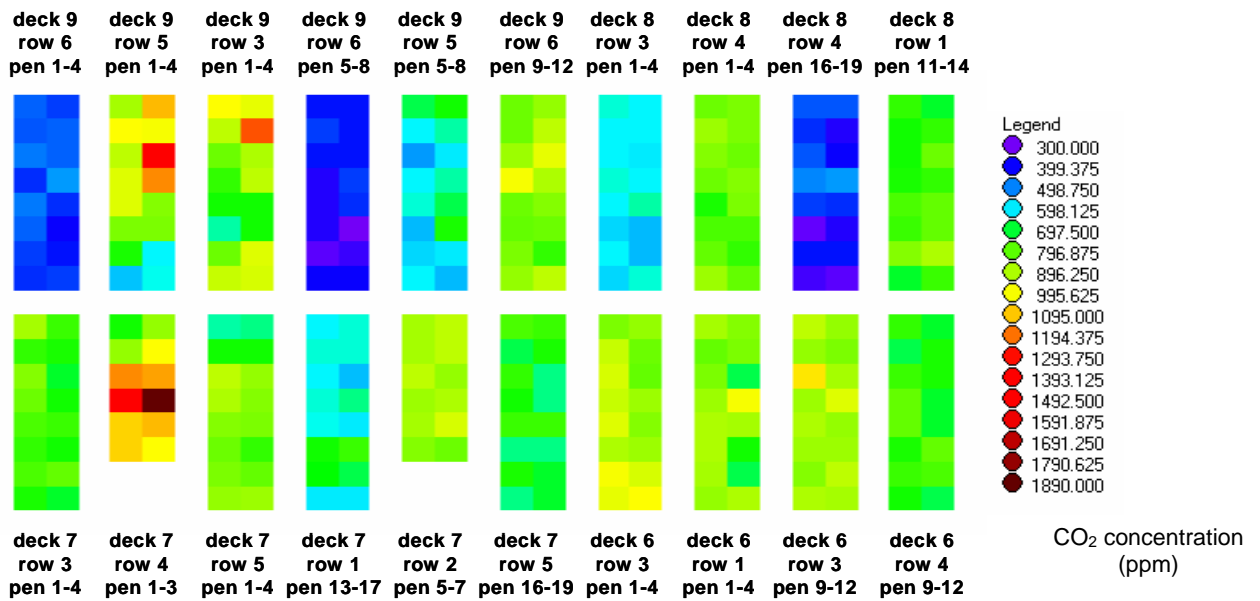 deck 9 deck 9 deck 9 deck 9 deck 9 deck 9 deck 8 deck 8 deck 8 deck 8
row 6 row 5 row 3 row 6 row 5 row 6 row 3 row 4 row 4 row 1
pen 1-4 pen 1-4 pen 1-4 pen 5-8 pen 5-8 pen 9-12 pen 1-4 pen 1-4 pen 16-19 pen 11-14
Legend
300.000
399.375
498.750
598.125
697.500
796.875
896.250
995.625
1095.000
1194.375
1293.750
1393.125
1492.500
1591.875
1691.250
1790.625
1890.000
CO₂ concentration
(ppm)
deck 7 deck 7 deck 7 deck 7 deck 7 deck 7 deck 6 deck 6 deck 6 deck 6
row 3 row 4 row 5 row 1 row 2 row 5 row 3 row 1 row 3 row 4
pen 1-4 pen 1-3 pen 1-4 pen 13-17 pen 5-7 pen 16-19 pen 1-4 pen 1-4 pen 9-12 pen 9-12